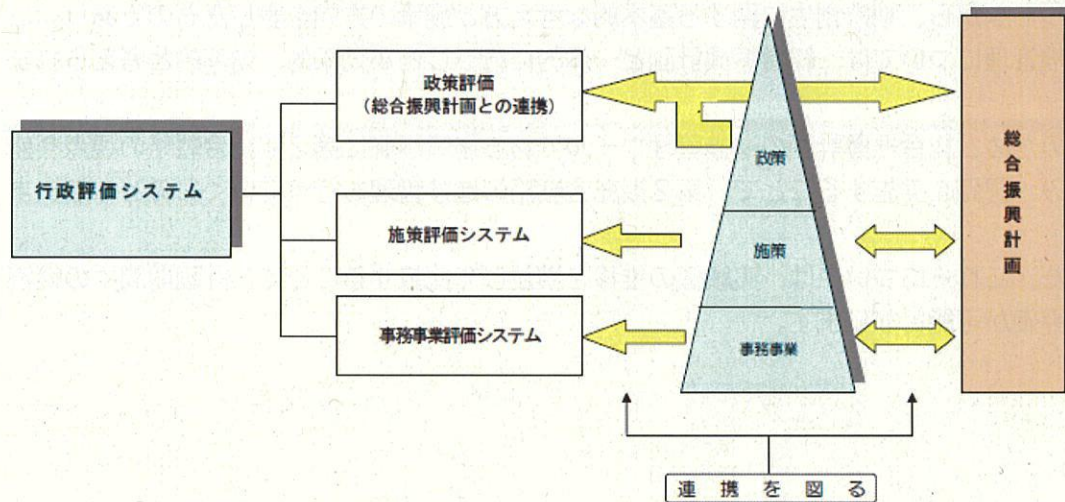 行政評価システム
政策評価
（総合振興計画との連携）
施策評価システム
事務事業評価システム
政策
施策
事務事業
総合振興計画
連携を図る